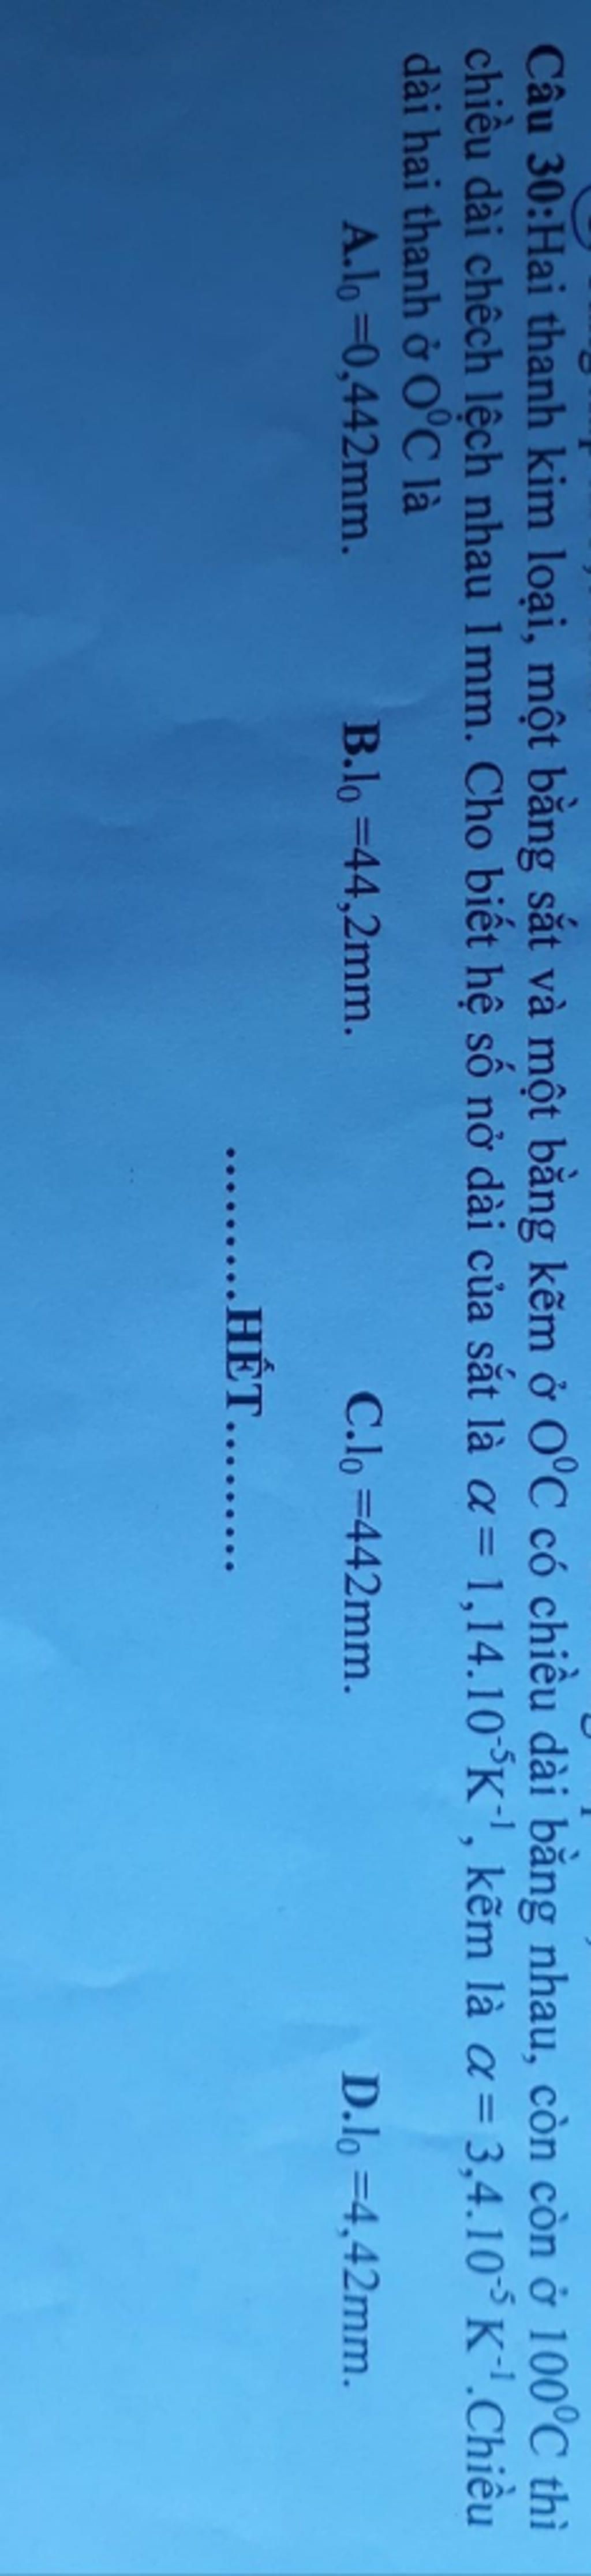 Câu 30:Hai thanh kim loại, một bằng sắt và một bằng kẽm ở O⁰C có chiều dài bằng nhau, còn còn ở 100⁰C thì
chiều dài chêch lệch nhau 1mm. Cho biết hệ số nở dài của sắt là α = 1,14.10⁻⁵K⁻¹, kẽm là α = 3,4.10⁻⁵ K⁻¹.Chiều
dài hai thanh ở O⁰C là
A.l₀ =0,442mm. B.l₀ =44,2mm. C.l₀ =442mm. D.l₀ =4,42mm.
..........HẾT.........